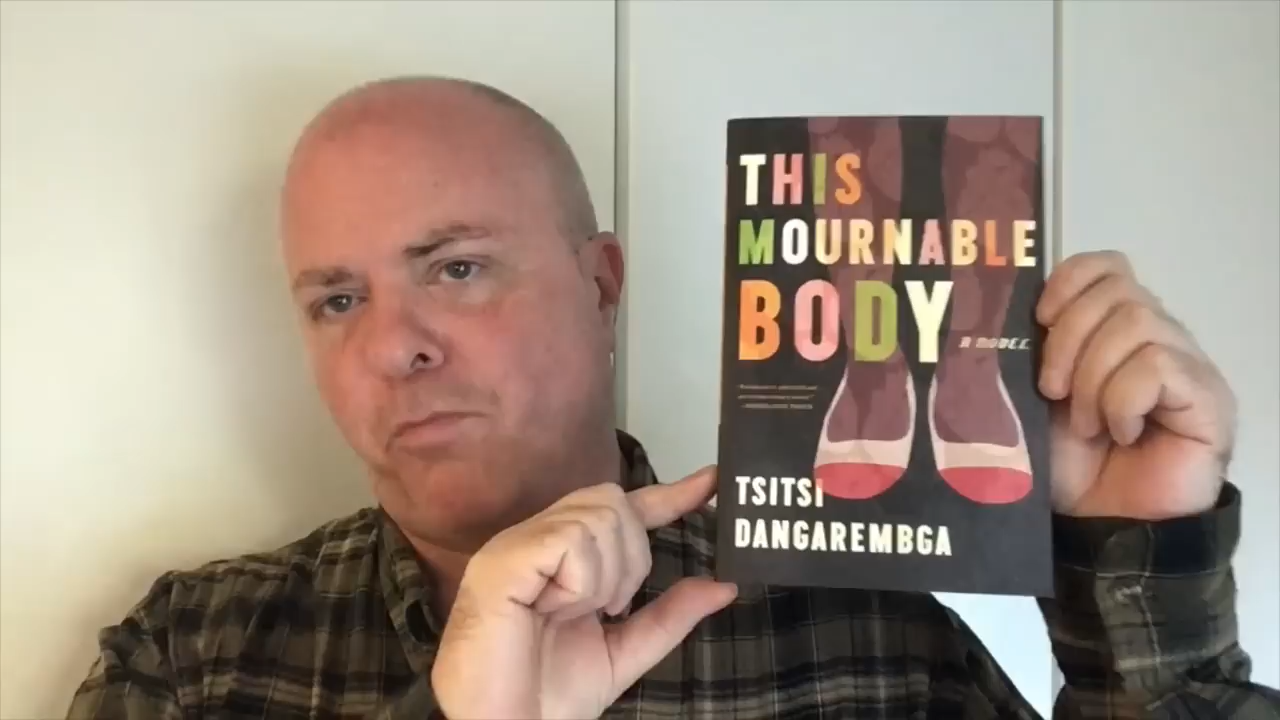 THIS
MOURNABLE
BODY
A NOVEL
TSITSI
DANGAREMBGA